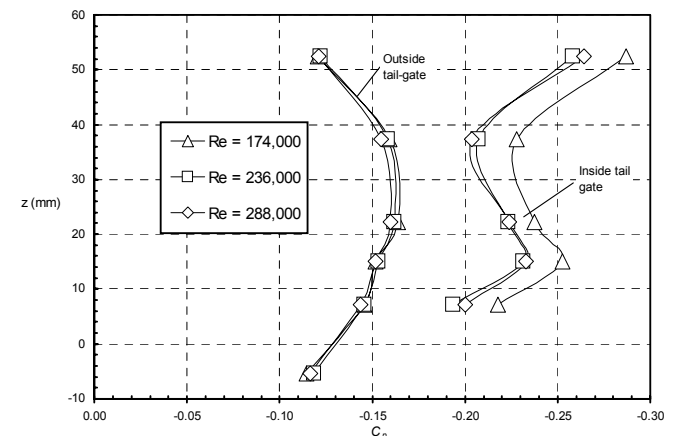 60
50
40
30
20
10
0
-10
z (mm)
Outside
tail-gate
Re = 174,000
Re = 236,000
Re = 288,000
Inside tail
gate
0.00 -0.05 -0.10 -0.15 -0.20 -0.25 -0.30